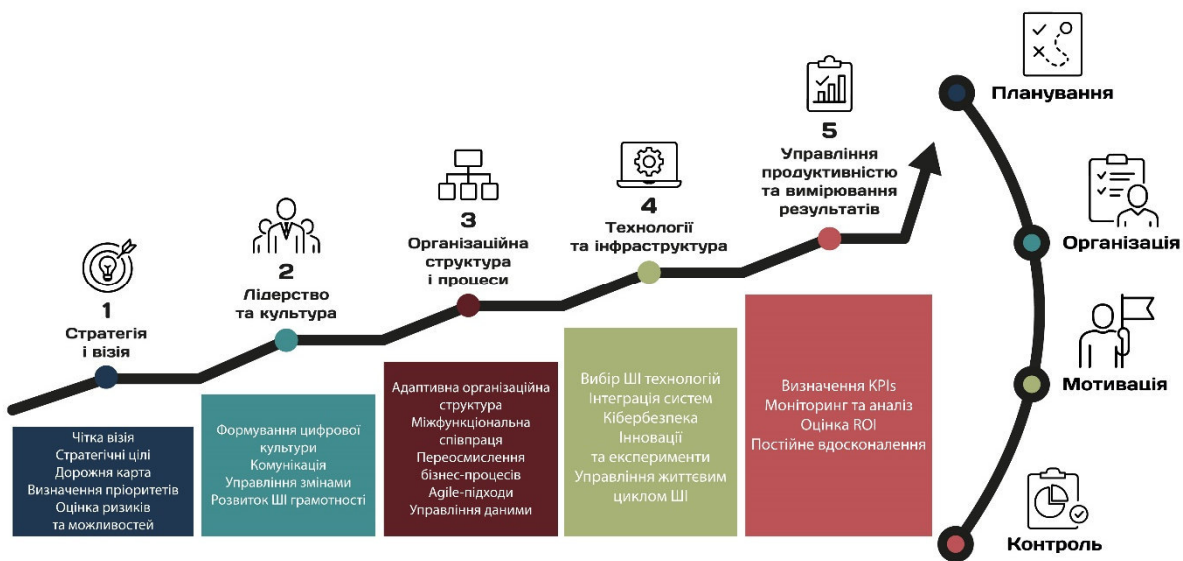 1
Стратегія
і візія
Чітка візія
Стратегічні цілі
Дорожня карта
Визначення пріоритетів
Оцінка ризиків
та можливостей
2
Лідерство
та культура
Формування цифрової
культури
Комунікація
Управління змінами
Розвиток ШІ грамотності
3
Організаційна
структура
і процеси
Адаптивна організаційна
структура
Міжфункціональна
співпраця
Переосмислення
бізнес-процесів
Agile-підходи
Управління даними
4
Технології
та інфраструктура
Вибір ШІ технологій
Інтеграція систем
Кібербезпека
Інновації
та експерименти
Управління життєвим
циклом ШІ
5
Управління
продуктивністю
та вимірювання
результатів
Визначення KPIs
Моніторинг та аналіз
Оцінка ROI
Постійне вдосконалення
Планування
Організація
Мотивація
Контроль